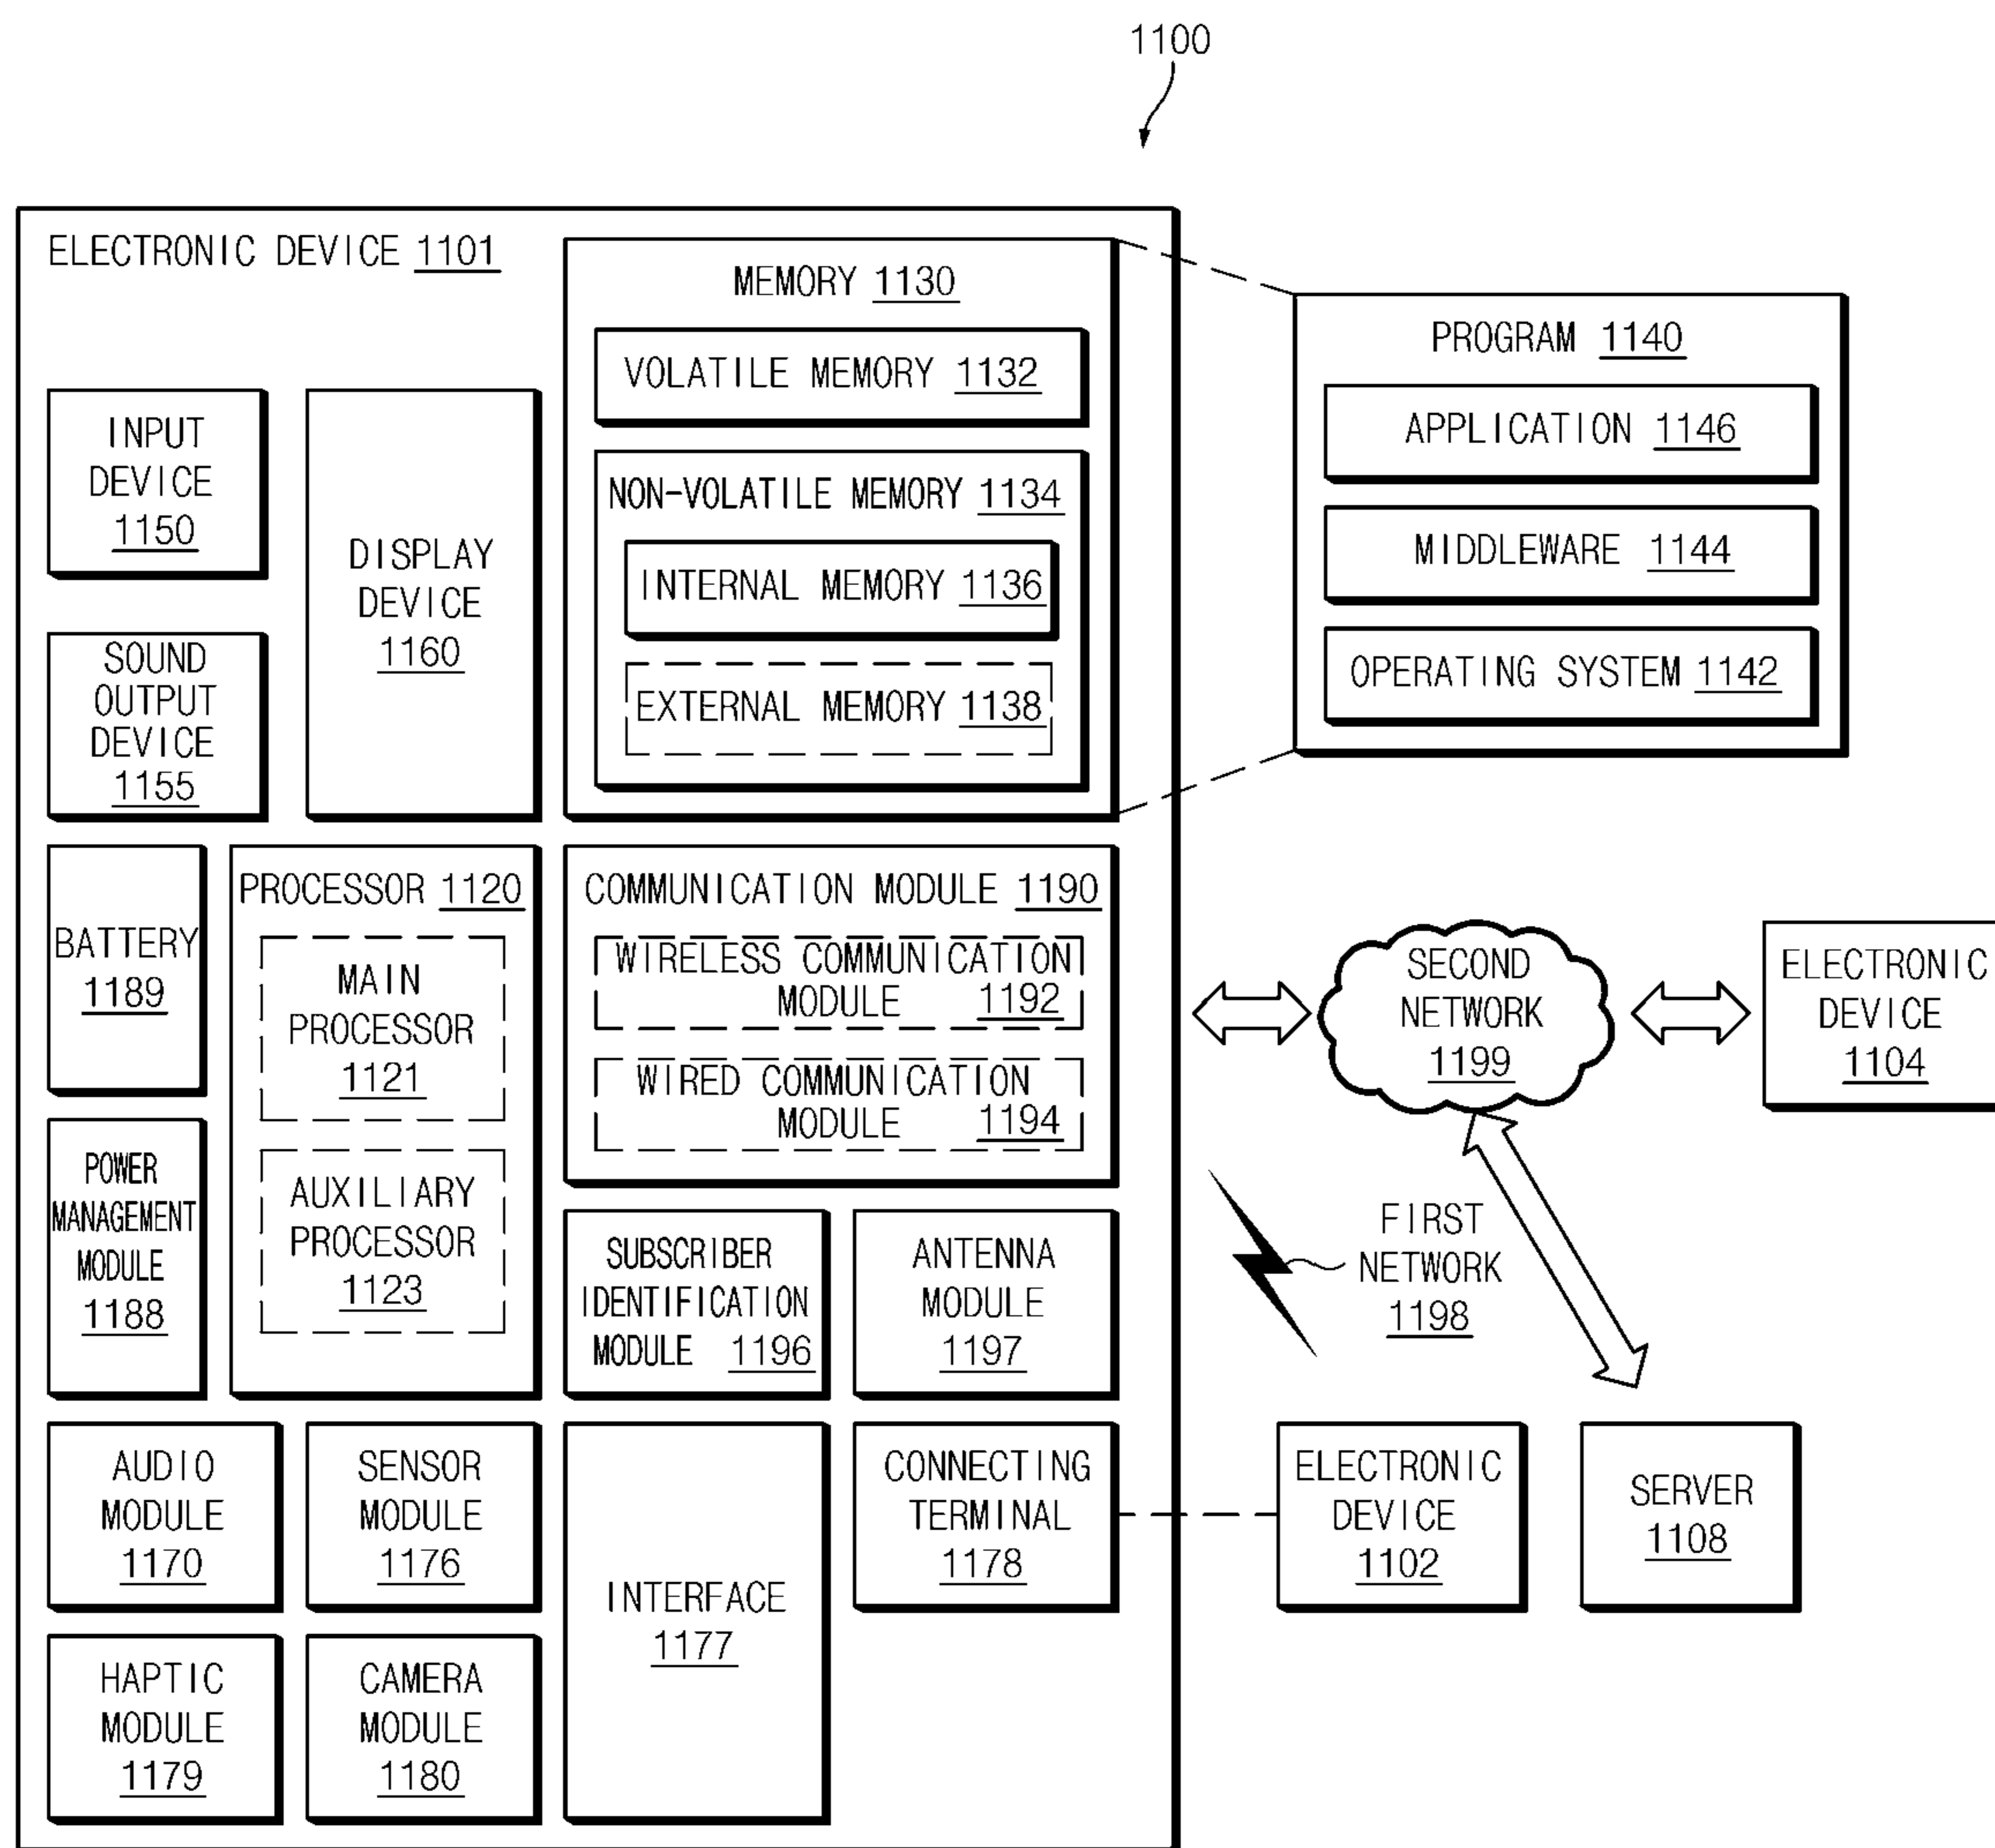 1100
ELECTRONIC DEVICE 1101
MEMORY 1130
VOLATILE MEMORY 1132
NON-VOLATILE MEMORY 1134
INTERNAL MEMORY 1136
EXTERNAL MEMORY 1138
PROGRAM 1140
APPLICATION 1146
MIDDLEWARE 1144
OPERATING SYSTEM 1142
INPUT
DEVICE
1150
SOUND
OUTPUT
DEVICE
1155
DISPLAY
DEVICE
1160
BATTERY
1189
POWER
MANAGEMENT
MODULE
1188
PROCESSOR 1120
MAIN
PROCESSOR
1121
AUXILIARY
PROCESSOR
1123
COMMUNICATION MODULE 1190
WIRELESS COMMUNICATION
MODULE 1192
WIRED COMMUNICATION
MODULE 1194
SUBSCRIBER
IDENTIFICATION
MODULE 1196
ANTENNA
MODULE
1197
SECOND
NETWORK
1199
ELECTRONIC
DEVICE
1104
FIRST
NETWORK
1198
AUDIO
MODULE
1170
SENSOR
MODULE
1176
INTERFACE
1177
CONNECTING
TERMINAL
1178
ELECTRONIC
DEVICE
1102
SERVER
1108
HAPTIC
MODULE
1179
CAMERA
MODULE
1180